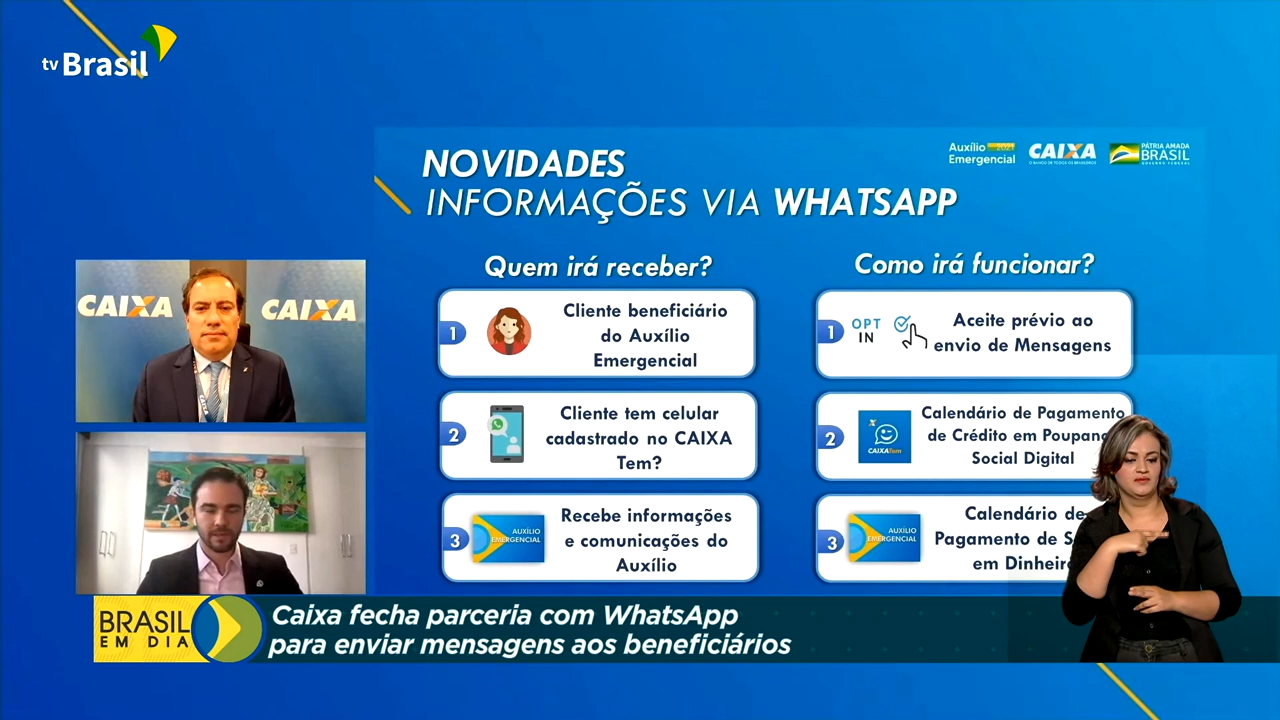 tv Brasil
NOVIDADES
INFORMAÇÕES VIA WHATSAPP
Auxílio 2021
Emergencial
CAIXA
PÁTRIA AMADA
BRASIL
GOVERNO FEDERAL
Quem irá receber?
1
Cliente beneficiário
do Auxílio
Emergencial
2
Cliente tem celular
cadastrado no CAIXA
Tem?
3
AUXÍLIO
EMERGENCIAL
Recebe informações
e comunicações do
Auxílio
Como irá funcionar?
1
OPT
IN
Aceite prévio ao
envio de Mensagens
2
CAIXATem
Calendário de Pagamento
de Crédito em
Social Digital
3
AUXÍLIO
EMERGENCIAL
Calendário de
Pagamento de
em
CAIXA
CAIXA
BRASIL
EM DIA
Caixa fecha parceria com WhatsApp
para enviar mensagens aos beneficiários